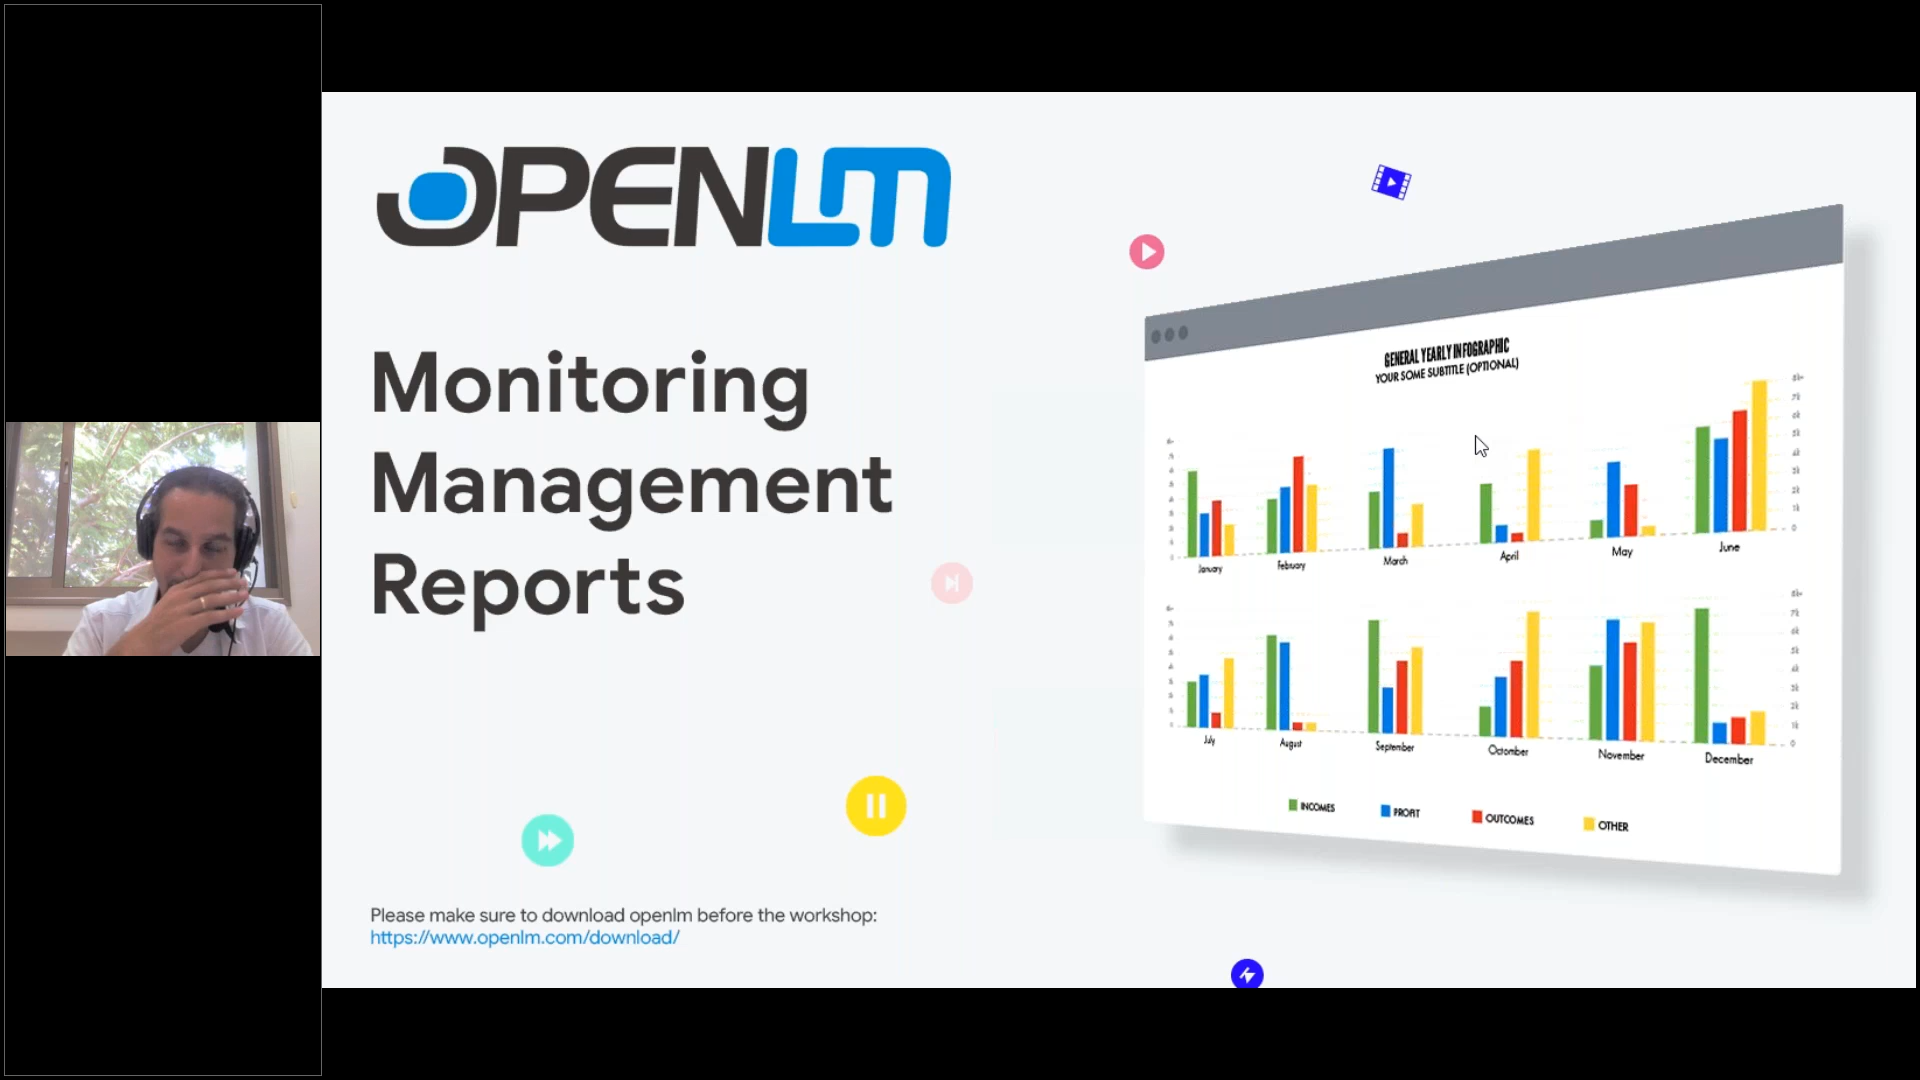 OPENLM
Monitoring
Management
Reports
Please make sure to download openlm before the workshop:
https://www.openlm.com/download/
GENERAL YEARLY INFOGRAPHIC
YOUR SOME SUBTITLE (OPTIONAL)
January February March April May June
July August September Octomber November December
INCOMES PROFIT OUTCOMES OTHER